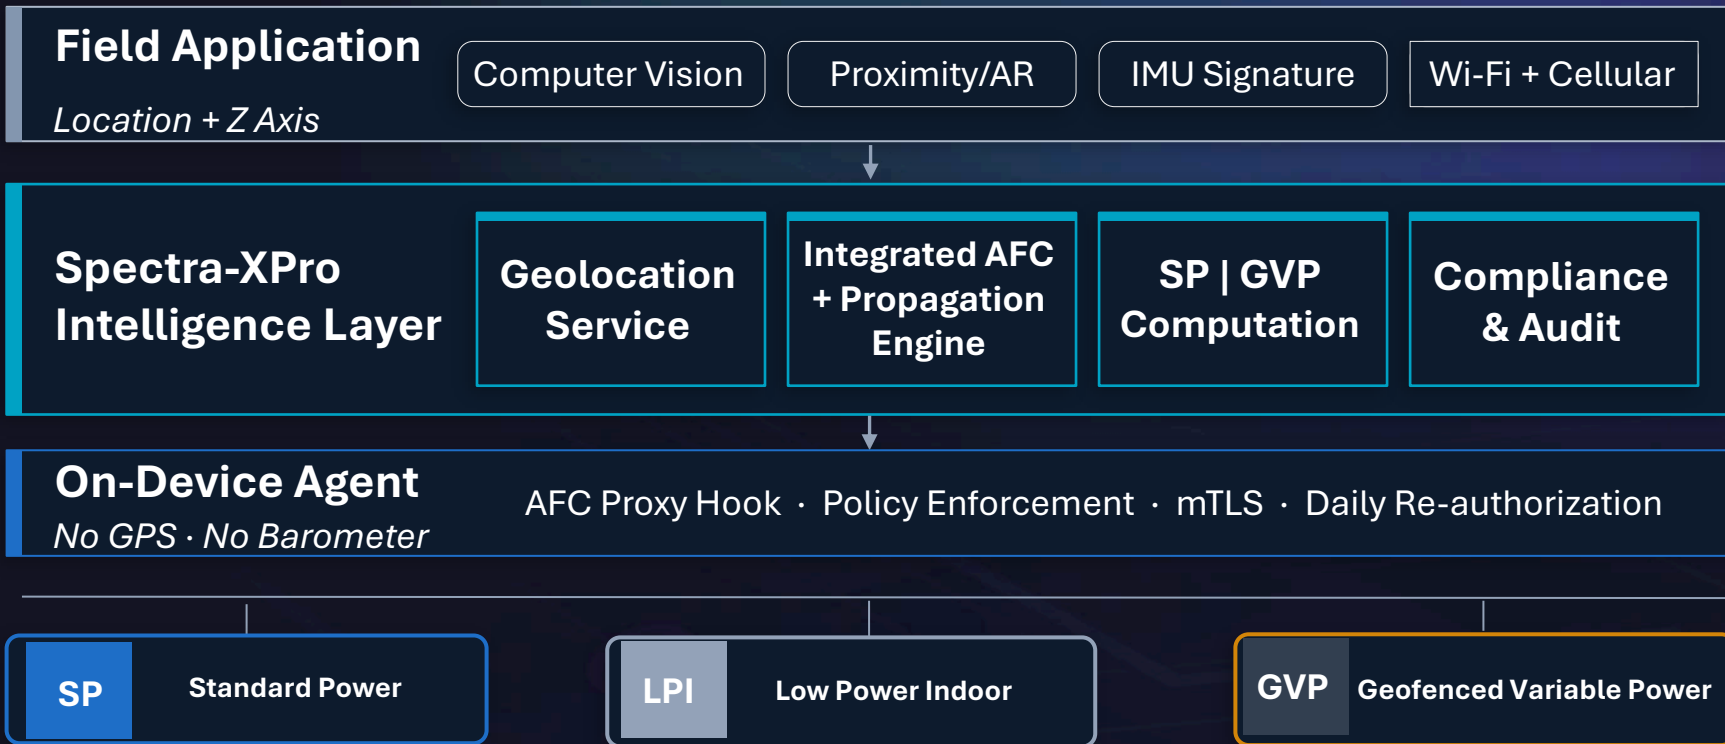 Field Application
Location + Z Axis
Computer Vision
Proximity/AR
IMU Signature
Wi-Fi + Cellular
Spectra-XPro
Intelligence Layer
Geolocation
Service
Integrated AFC
+ Propagation
Engine
SP | GVP
Computation
Compliance
& Audit
On-Device Agent
No GPS · No Barometer
AFC Proxy Hook · Policy Enforcement · mTLS · Daily Re-authorization
SP
Standard Power
LPI
Low Power Indoor
GVP
Geofenced Variable Power